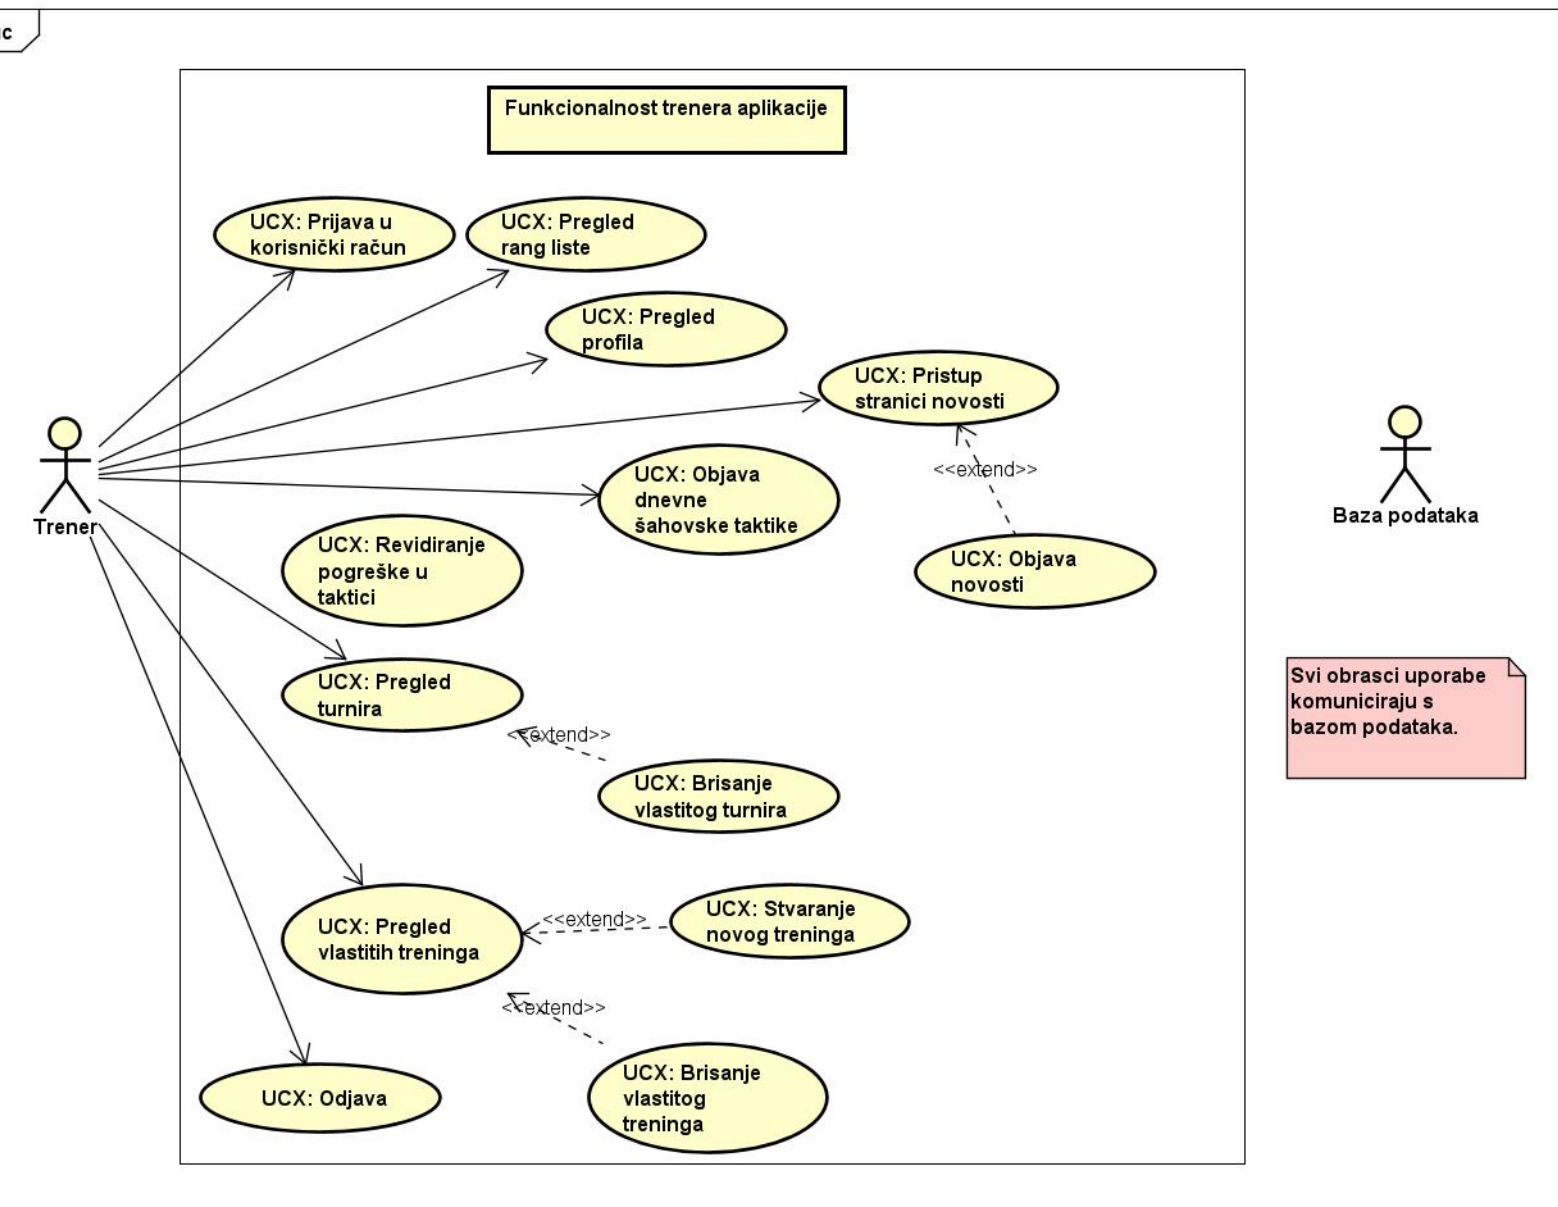 uc
Funkcionalnost trenera aplikacije
UCX: Prijava u
korisnički račun
UCX: Pregled
rang liste
UCX: Pregled
profila
UCX: Pristup
stranici novosti
<<extend>>
UCX: Objava
novosti
UCX: Objava
dnevne
šahovske taktike
Trener
Baza podataka
UCX: Revidiranje
pogreške u
taktici
UCX: Pregled
turnira
<<extend>>
UCX: Brisanje
vlastitog turnira
Svi obrasci uporabe
komuniciraju s
bazom podataka.
UCX: Pregled
vlastitih treninga
<<extend>>
UCX: Stvaranje
novog treninga
<<extend>>
UCX: Brisanje
vlastitog
treninga
UCX: Odjava